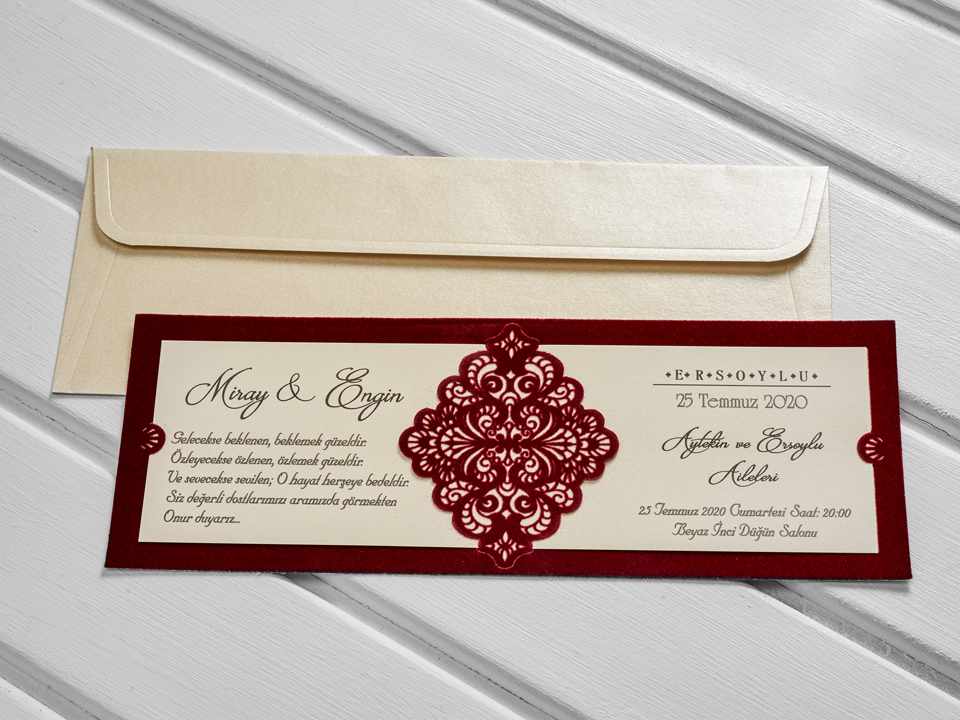 Miray & Engin
Gelecekse beklenen, beklemek güzeldir.
Özleyecekse özlenen, özlemek güzeldir.
Ve sevecekse sevilen; O hayat herşeye bedeldir.
Siz değerli dostlarımızı aramızda görmekten
Onur duyarız...
•E•R•S•O•Y•L•U•
25 Temmuz 2020
Aytekin ve Ersoylu
Aileleri
25 Temmuz 2020 Cumartesi Saat: 20:00
Beyaz İnci Düğün Salonu